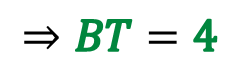 ⇒ BT = 4